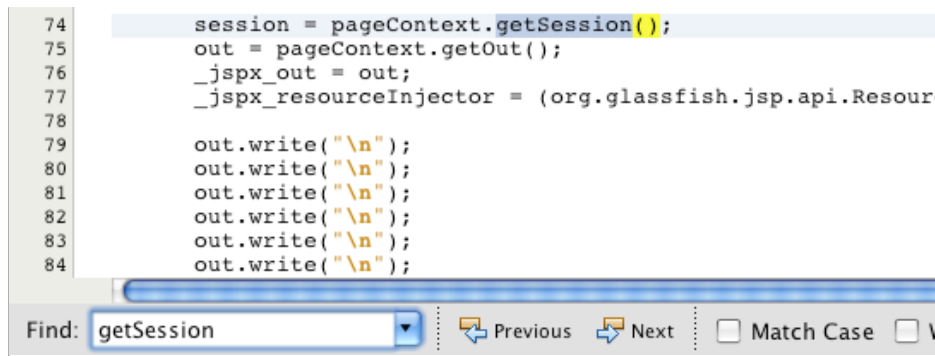 74 session = pageContext.getSession();
75 out = pageContext.getOut();
76 _jspx_out = out;
77 _jspx_resourceInjector = (org.glassfish.jsp.api.Resour
78
79 out.write("\n");
80 out.write("\n");
81 out.write("\n");
82 out.write("\n");
83 out.write("\n");
84 out.write("\n");
Find: getSession Previous Next Match Case